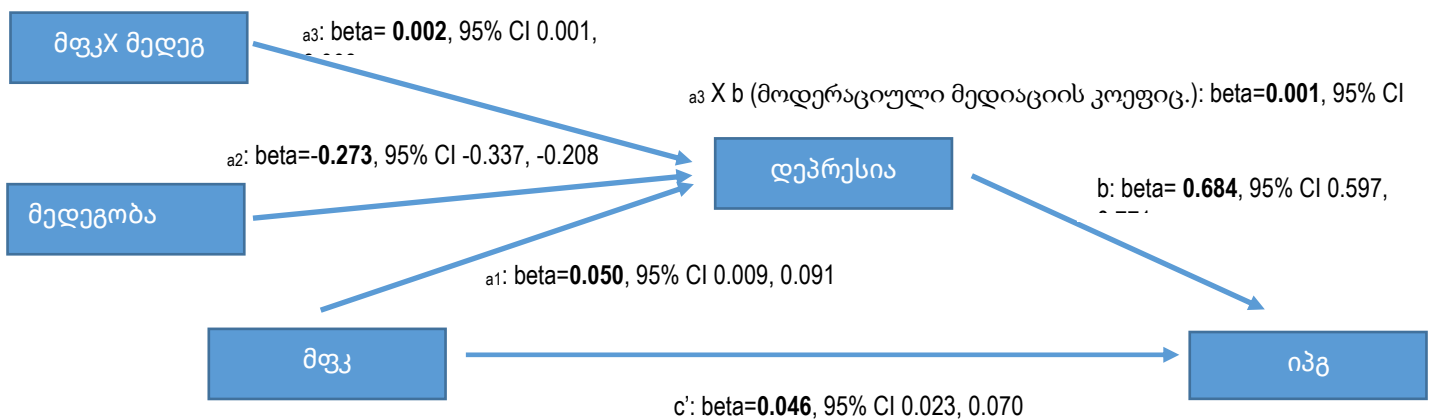 მფკX მედეგ
a3: beta= 0.002, 95% CI 0.001,
a3 X b (მოდერაციული მედიაციის კოეფიც.): beta=0.001, 95% CI
a2: beta=-0.273, 95% CI -0.337, -0.208
დეპრესია
b: beta= 0.684, 95% CI 0.597,
მედეგობა
a1: beta=0.050, 95% CI 0.009, 0.091
მფკ
იპგ
c’: beta=0.046, 95% CI 0.023, 0.070